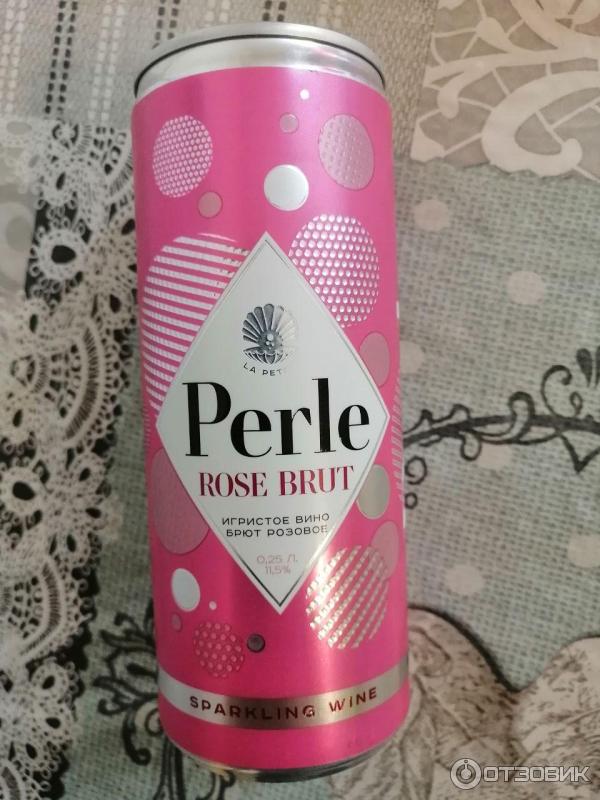 LA PET
Perle
ROSE BRUT
ИГРИСТОЕ ВИНО
БРЮТ РОЗОВОЕ
0,25 Л.
11,5%
SPARKLING WINE
ОТЗОВИК